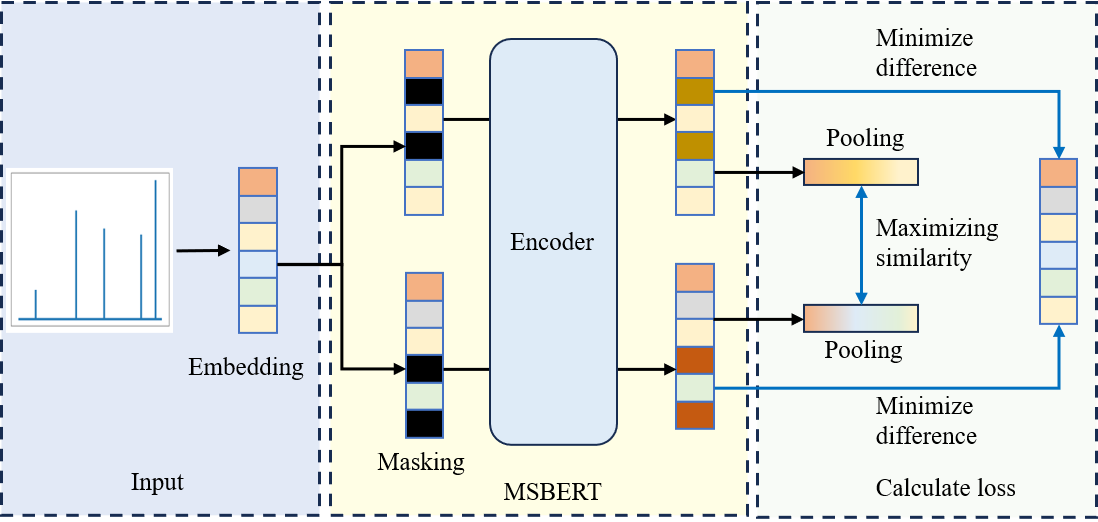 Embedding
Input
Masking
Encoder
MSBERT
Minimize
difference
Pooling
Maximizing
similarity
Pooling
Minimize
difference
Calculate loss